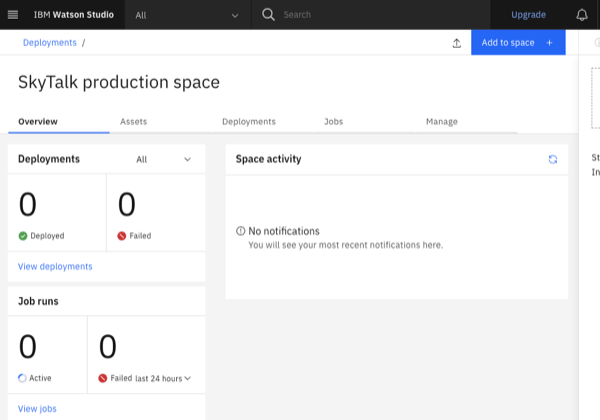 IBM Watson Studio All Search Upgrade
Deployments / Add to space +
SkyTalk production space
Overview Assets Deployments Jobs Manage
Deployments All
0 0
Deployed Failed
View deployments
Space activity
No notifications
You will see your most recent notifications here.
Job runs
0 0
Active Failed last 24 hours
View jobs
St
In